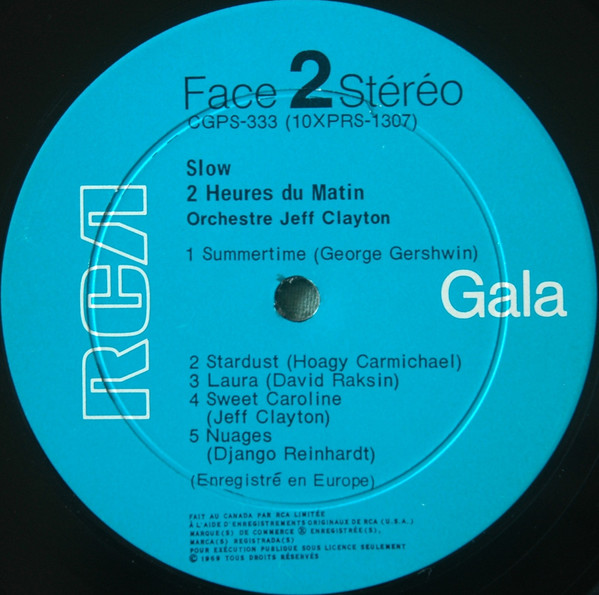 Face 2 Stéréo
CGPS-333 (10XPRS-1307)
Slow
2 Heures du Matin
Orchestre Jeff Clayton
1 Summertime (George Gershwin)
RCA
Gala
2 Stardust (Hoagy Carmichael)
3 Laura (David Raksin)
4 Sweet Caroline
(Jeff Clayton)
5 Nuages
(Django Reinhardt)
(Enregistré en Europe)
FAIT AU CANADA PAR RCA LIMITÉE
À L'AIDE D'ENREGISTREMENTS ORIGINAUX DE RCA (G.B.A.)
MARQUE(S) DE COMMERCE ® ENREGISTRÉE(S),
MARCA(S) REGISTRADA(S)
POUR EXÉCUTION PUBLIQUE SOUS LICENCE SEULEMENT
© 1969 TOUS DROITS RÉSERVÉS